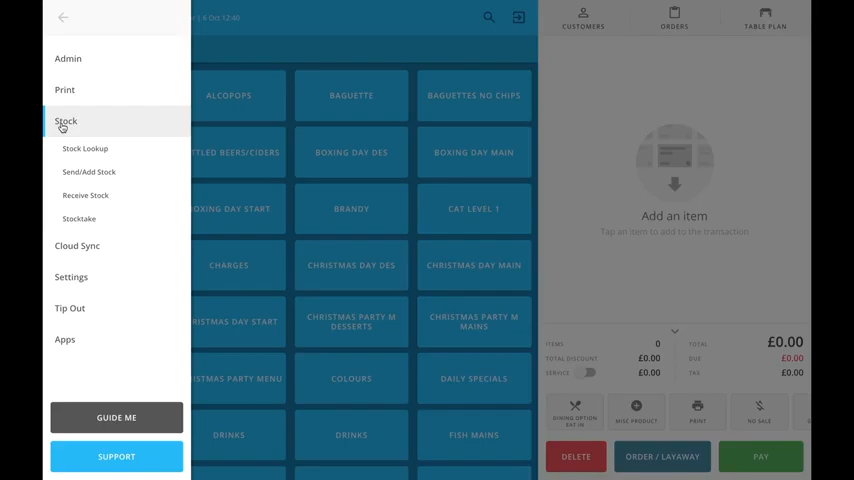 r | 6 Oct 12:40
CUSTOMERS
ORDERS
TABLE PLAN
Admin
Print
Stock
Stock Lookup
Send/Add Stock
Receive Stock
Stocktake
Cloud Sync
Settings
Tip Out
Apps
GUIDE ME
SUPPORT
ALCOPOPS
BAGUETTE
BAGUETTES NO CHIPS
TTLED BEERS/CIDERS
BOXING DAY DES
BOXING DAY MAIN
OXING DAY START
BRANDY
CAT LEVEL 1
CHARGES
CHRISTMAS DAY DES
CHRISTMAS DAY MAIN
RISTMAS DAY START
CHRISTMAS PARTY M
DESSERTS
CHRISTMAS PARTY M
MAINS
ISTMAS PARTY MENU
COLOURS
DAILY SPECIALS
DRINKS
DRINKS
FISH MAINS
Add an item
Tap an item to add to the transaction.
ITEMS 0
TOTAL £0.00
TOTAL DISCOUNT £0.00
DUE £0.00
SERVICE £0.00
TAX £0.00
DINING OPTION
EAT IN
MISC PRODUCT
PRINT
NO SALE
DELETE
ORDER / LAYAWAY
PAY